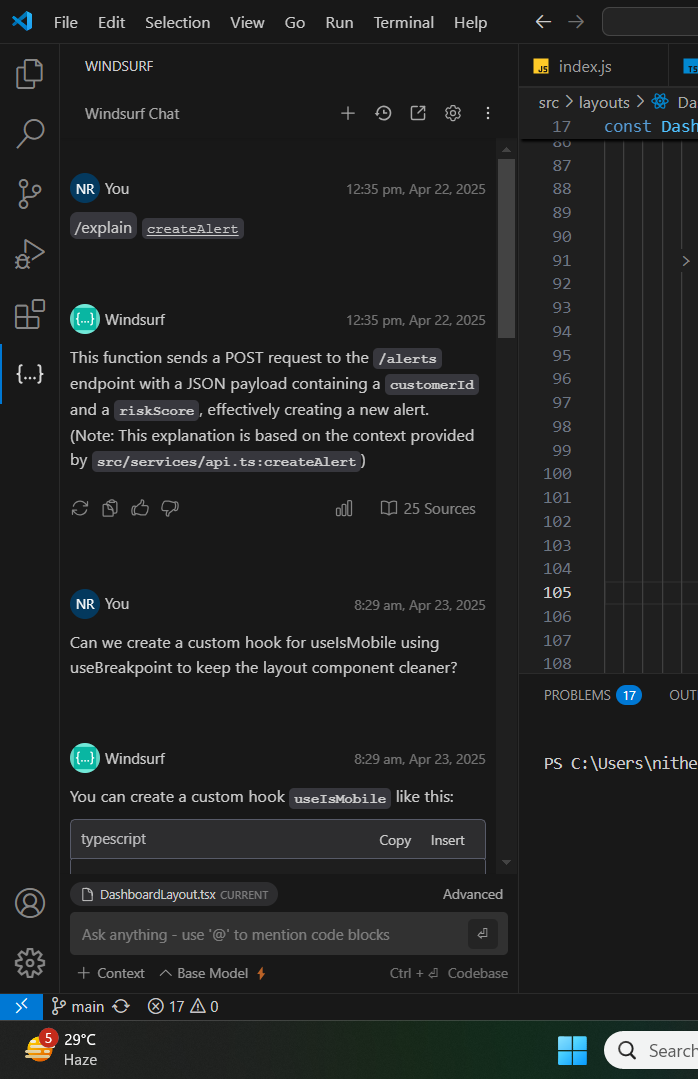 File Edit Selection View Go Run Terminal Help
WINDSURF
Windsurf Chat
NR You 12:35 pm, Apr 22, 2025
/explain createAlert
{...} Windsurf 12:35 pm, Apr 22, 2025
This function sends a POST request to the /alerts
endpoint with a JSON payload containing a customerId
and a riskScore, effectively creating a new alert.
(Note: This explanation is based on the context provided
by src/services/api.ts:createAlert)
25 Sources
NR You 8:29 am, Apr 23, 2025
Can we create a custom hook for useIsMobile using
useBreakpoint to keep the layout component cleaner?
{...} Windsurf 8:29 am, Apr 23, 2025
You can create a custom hook useIsMobile like this:
typescript Copy Insert
DashboardLayout.tsx CURRENT Advanced
Ask anything - use '@' to mention code blocks
+ Context Base Model Ctrl + ⏎ Codebase
JS index.js TS
src > layouts > Da
17 const Dash
86
87
88
89
90
91
92
93
94
95
96
97
98
99
100
101
102
103
104
105
106
107
108
PROBLEMS 17 OUT
PS C:\Users\nithe
main 17 0
5 29°C
Haze
Search